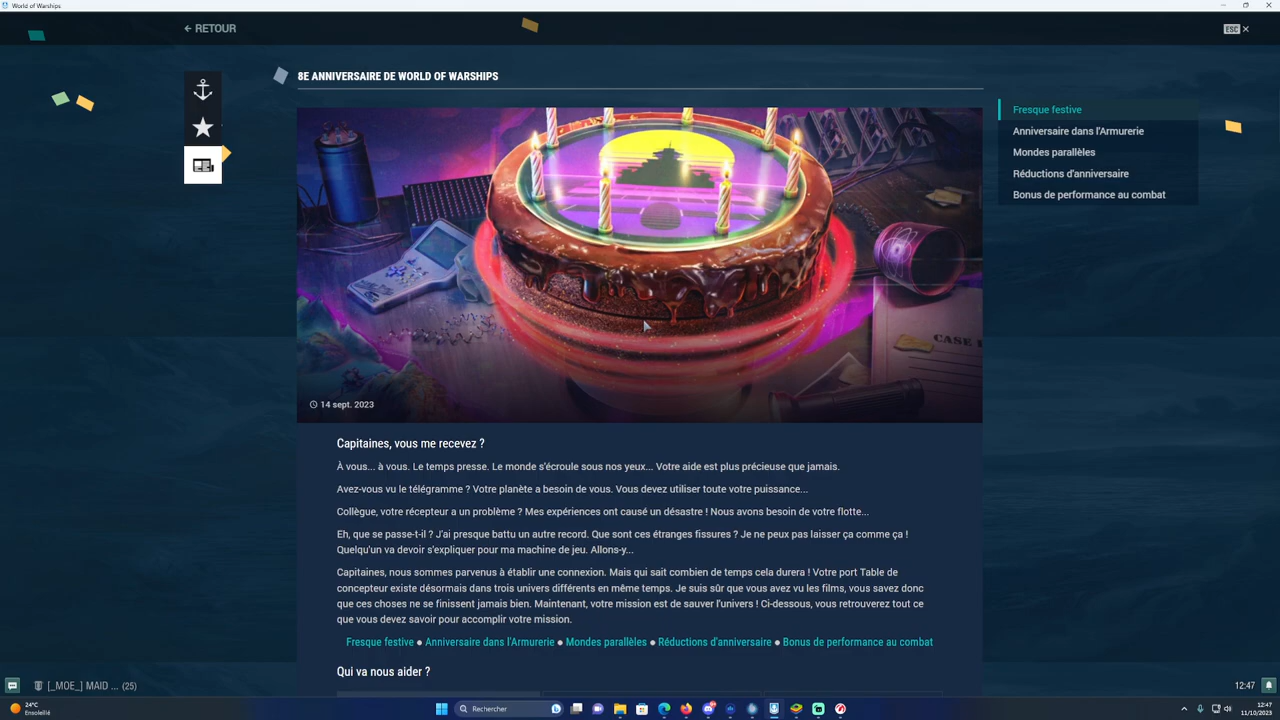 World of Warships
← RETOUR
ESC ×
8E ANNIVERSAIRE DE WORLD OF WARSHIPS
Fresque festive
Anniversaire dans l'Armurerie
Mondes parallèles
Réductions d'anniversaire
Bonus de performance au combat
14 sept. 2023
Capitaines, vous me recevez ?
À vous... à vous. Le temps presse. Le monde s'écroule sous nos yeux... Votre aide est plus précieuse que jamais.
Avez-vous vu le télégramme ? Votre planète a besoin de vous. Vous devez utiliser toute votre puissance...
Collègue, votre récepteur a un problème ? Mes expériences ont causé un désastre ! Nous avons besoin de votre flotte...
Eh, que se passe-t-il ? J'ai presque battu un autre record. Que sont ces étranges fissures ? Je ne peux pas laisser ça comme ça !
Quelqu'un va devoir s'expliquer pour ma machine de jeu. Allons-y...
Capitaines, nous sommes parvenus à établir une connexion. Mais qui sait combien de temps cela durera ! Votre port Table de
concepteur existe désormais dans trois univers différents en même temps. Je suis sûr que vous avez vu les films, vous savez donc
que ces choses ne se finissent jamais bien. Maintenant, votre mission est de sauver l'univers ! Ci-dessous, vous retrouverez tout ce
que vous devez savoir pour accomplir votre mission.
Fresque festive ● Anniversaire dans l'Armurerie ● Mondes parallèles ● Réductions d'anniversaire ● Bonus de performance au combat
Qui va nous aider ?
[_MOE_] MAID ... (25)
12:47
24°C
Ensoleillé
Rechercher
12:47
11/10/2023